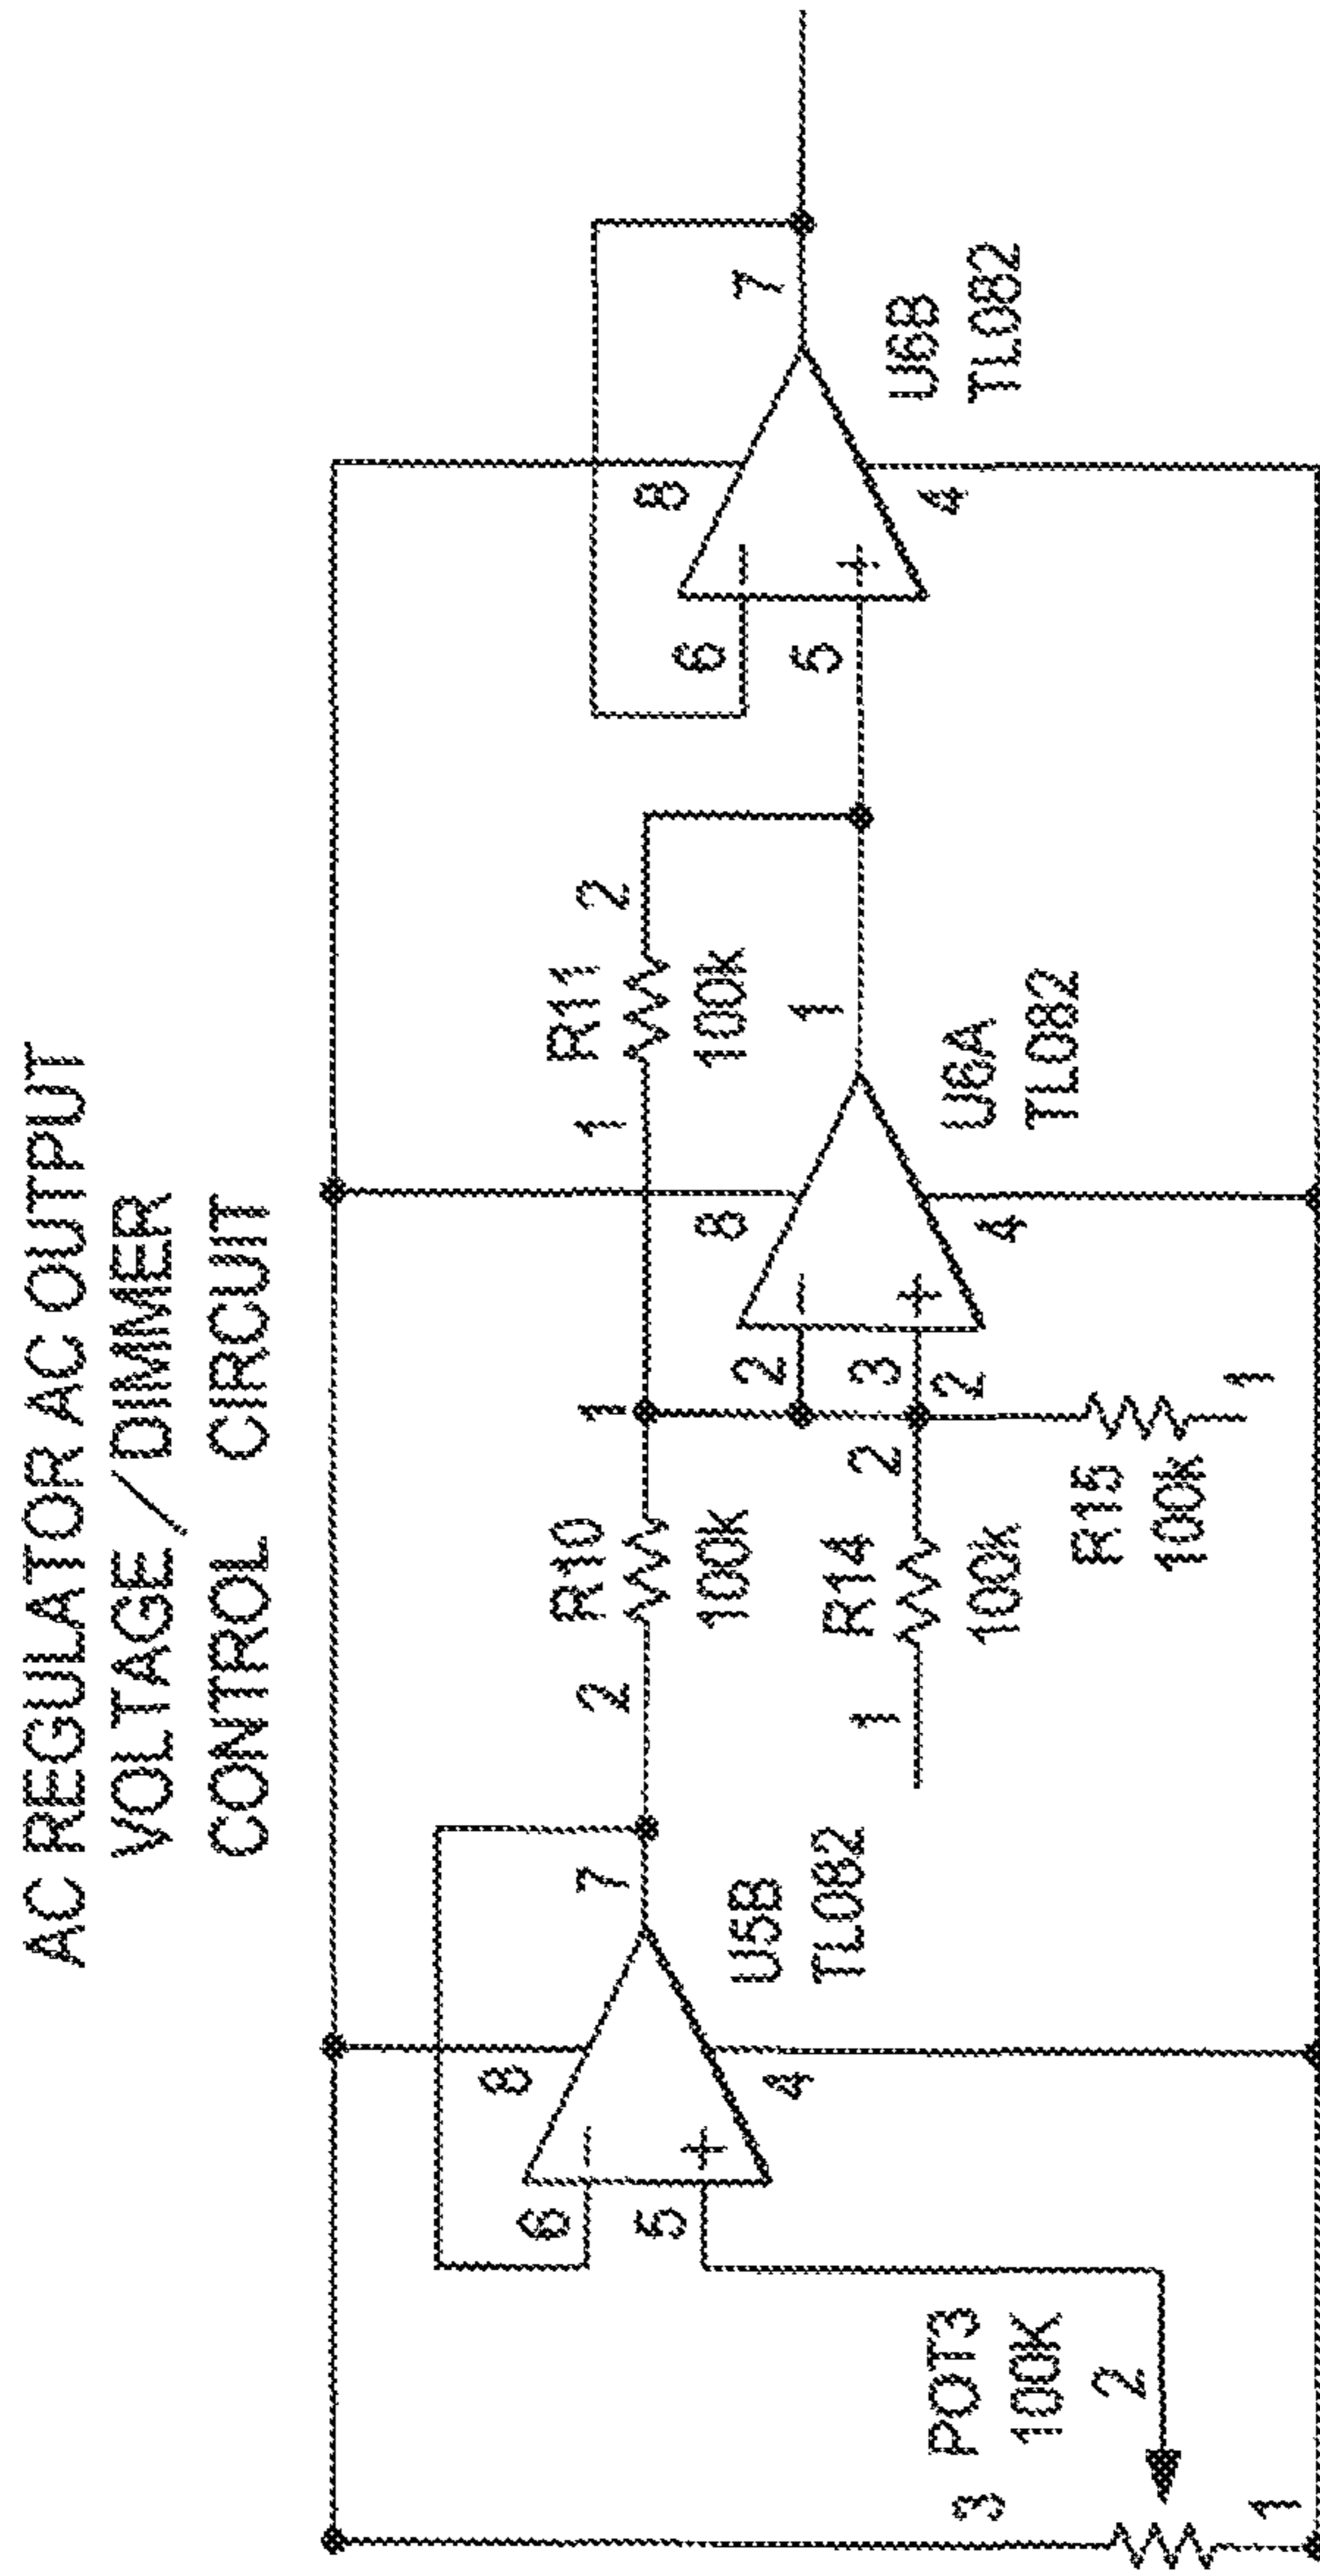 AC REGULATOR AC OUTPUT
VOLTAGE / DIMMER
CONTROL CIRCUIT
POT3
100K
3
2
1
6
5
8
4
7
U5B
TL082
2
R10
100k
1
1
R14
100k
2
2
R15
100k
1
2
3
8
4
1
U6A
TL082
1
R11
100k
2
6
5
8
4
7
U6B
TL082